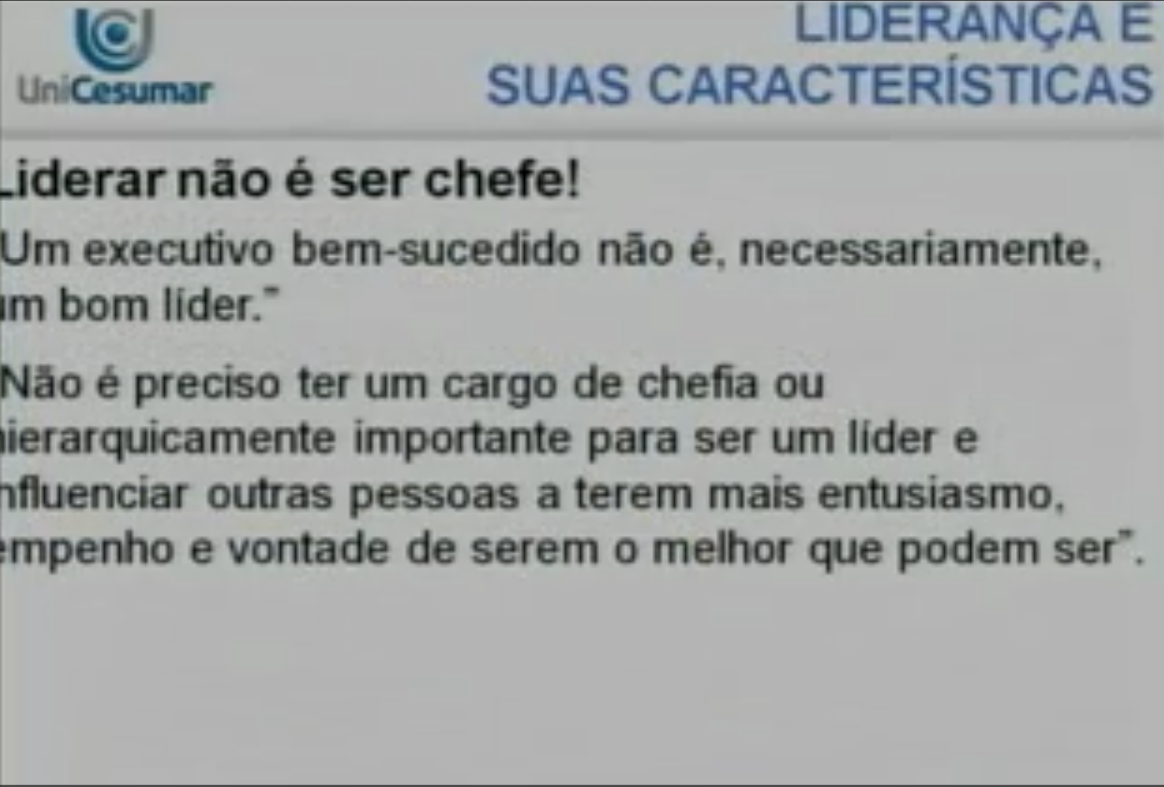 UniCesumar
LIDERANÇA E
SUAS CARACTERÍSTICAS
Liderar não é ser chefe!
Um executivo bem-sucedido não é, necessariamente,
um bom líder.”
Não é preciso ter um cargo de chefia ou
hierarquicamente importante para ser um líder e
influenciar outras pessoas a terem mais entusiasmo,
empenho e vontade de serem o melhor que podem ser”.